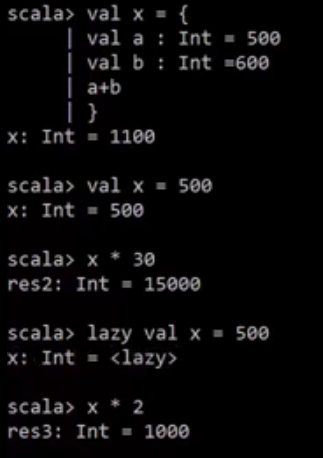 scala> val x = {
     | val a : Int = 500
     | val b : Int =600
     | a+b
     | }
x: Int = 1100
scala> val x = 500
x: Int = 500
scala> x * 30
res2: Int = 15000
scala> lazy val x = 500
x: Int = <lazy>
scala> x * 2
res3: Int = 1000